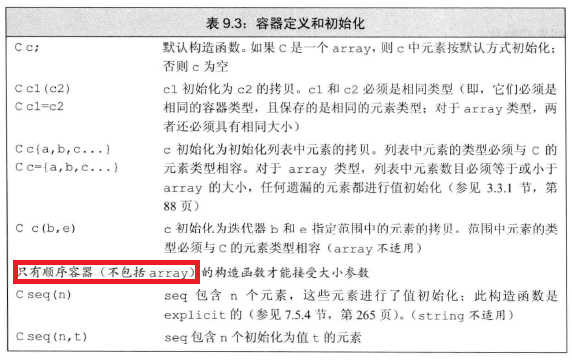 表 9.3：容器定义和初始化
C c; 默认构造函数。如果 C 是一个 array，则 c 中元素按默认方式初始化；
否则 c 为空
C c1(c2) c1 初始化为 c2 的拷贝。c1 和 c2 必须是相同类型（即，它们必须是
C c1=c2 相同的容器类型，且保存的是相同的元素类型；对于 array 类型，两
者还必须具有相同大小）
C c{a,b,c...} c 初始化为初始化列表中元素的拷贝。列表中元素的类型必须与 C 的
C c={a,b,c...} 元素类型相容。对于 array 类型，列表中元素数目必须等于或小于
array 的大小，任何遗漏的元素都进行值初始化（参见 3.3.1 节，第
88 页）
C c(b,e) c 初始化为迭代器 b 和 e 指定范围中的元素的拷贝。范围中元素的类
型必须与 C 的元素类型相容（array 不适用）
只有顺序容器（不包括 array）的构造函数才能接受大小参数
C seq(n) seq 包含 n 个元素，这些元素进行了值初始化；此构造函数是
explicit 的（参见 7.5.4 节，第 265 页）。（string 不适用）
C seq(n,t) seq 包含 n 个初始化为值 t 的元素